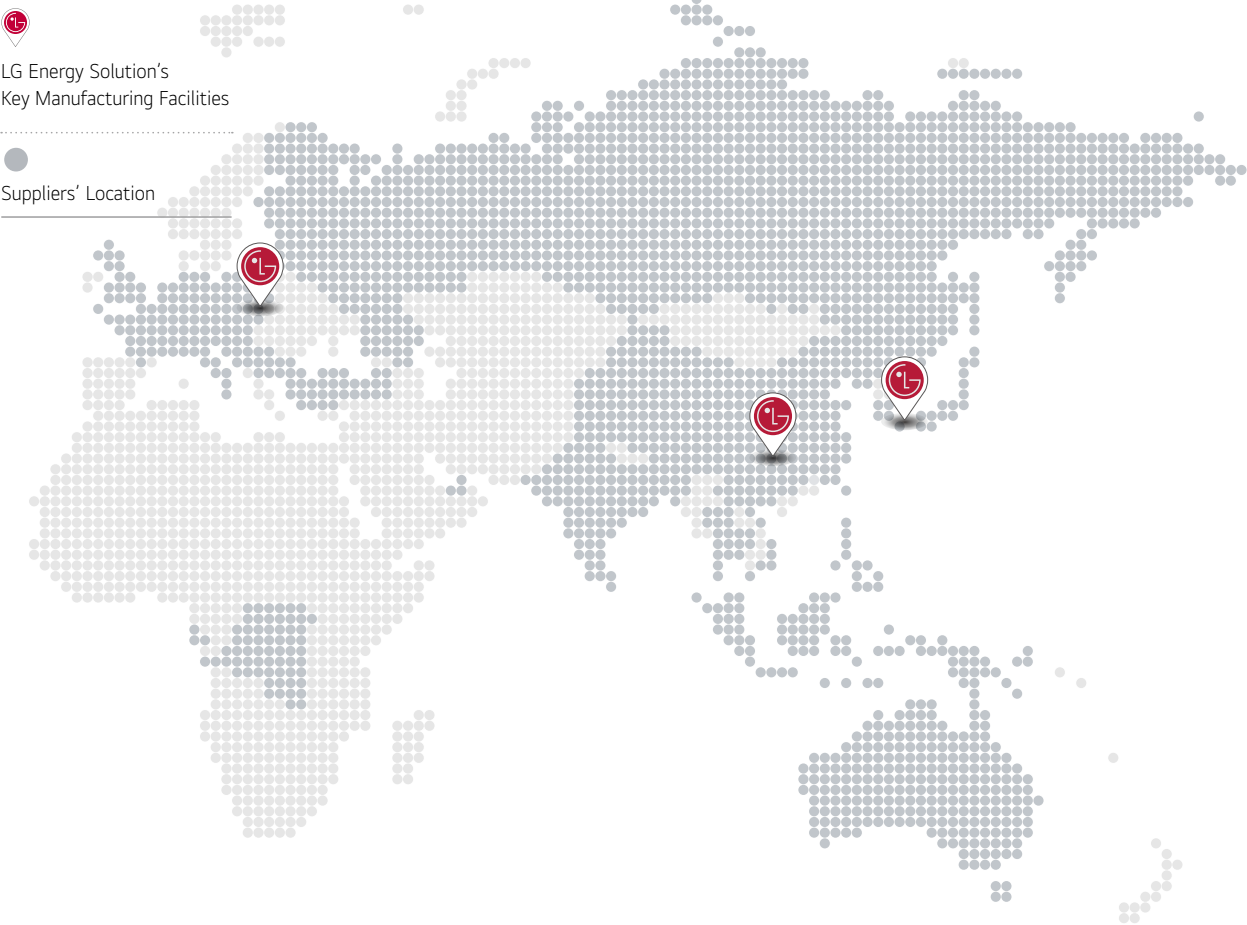 LG Energy Solution’s
Key Manufacturing Facilities
Suppliers’ Location